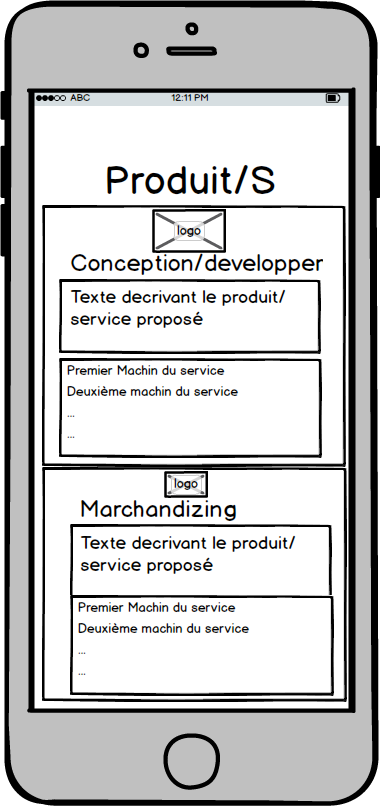 ABC 12:11 PM
Produit/S
logo
Conception/developper
Texte decrivant le produit/
service proposé
Premier Machin du service
Deuxième machin du service
...
...
logo
Marchandizing
Texte decrivant le produit/
service proposé
Premier Machin du service
Deuxième machin du service
...
...